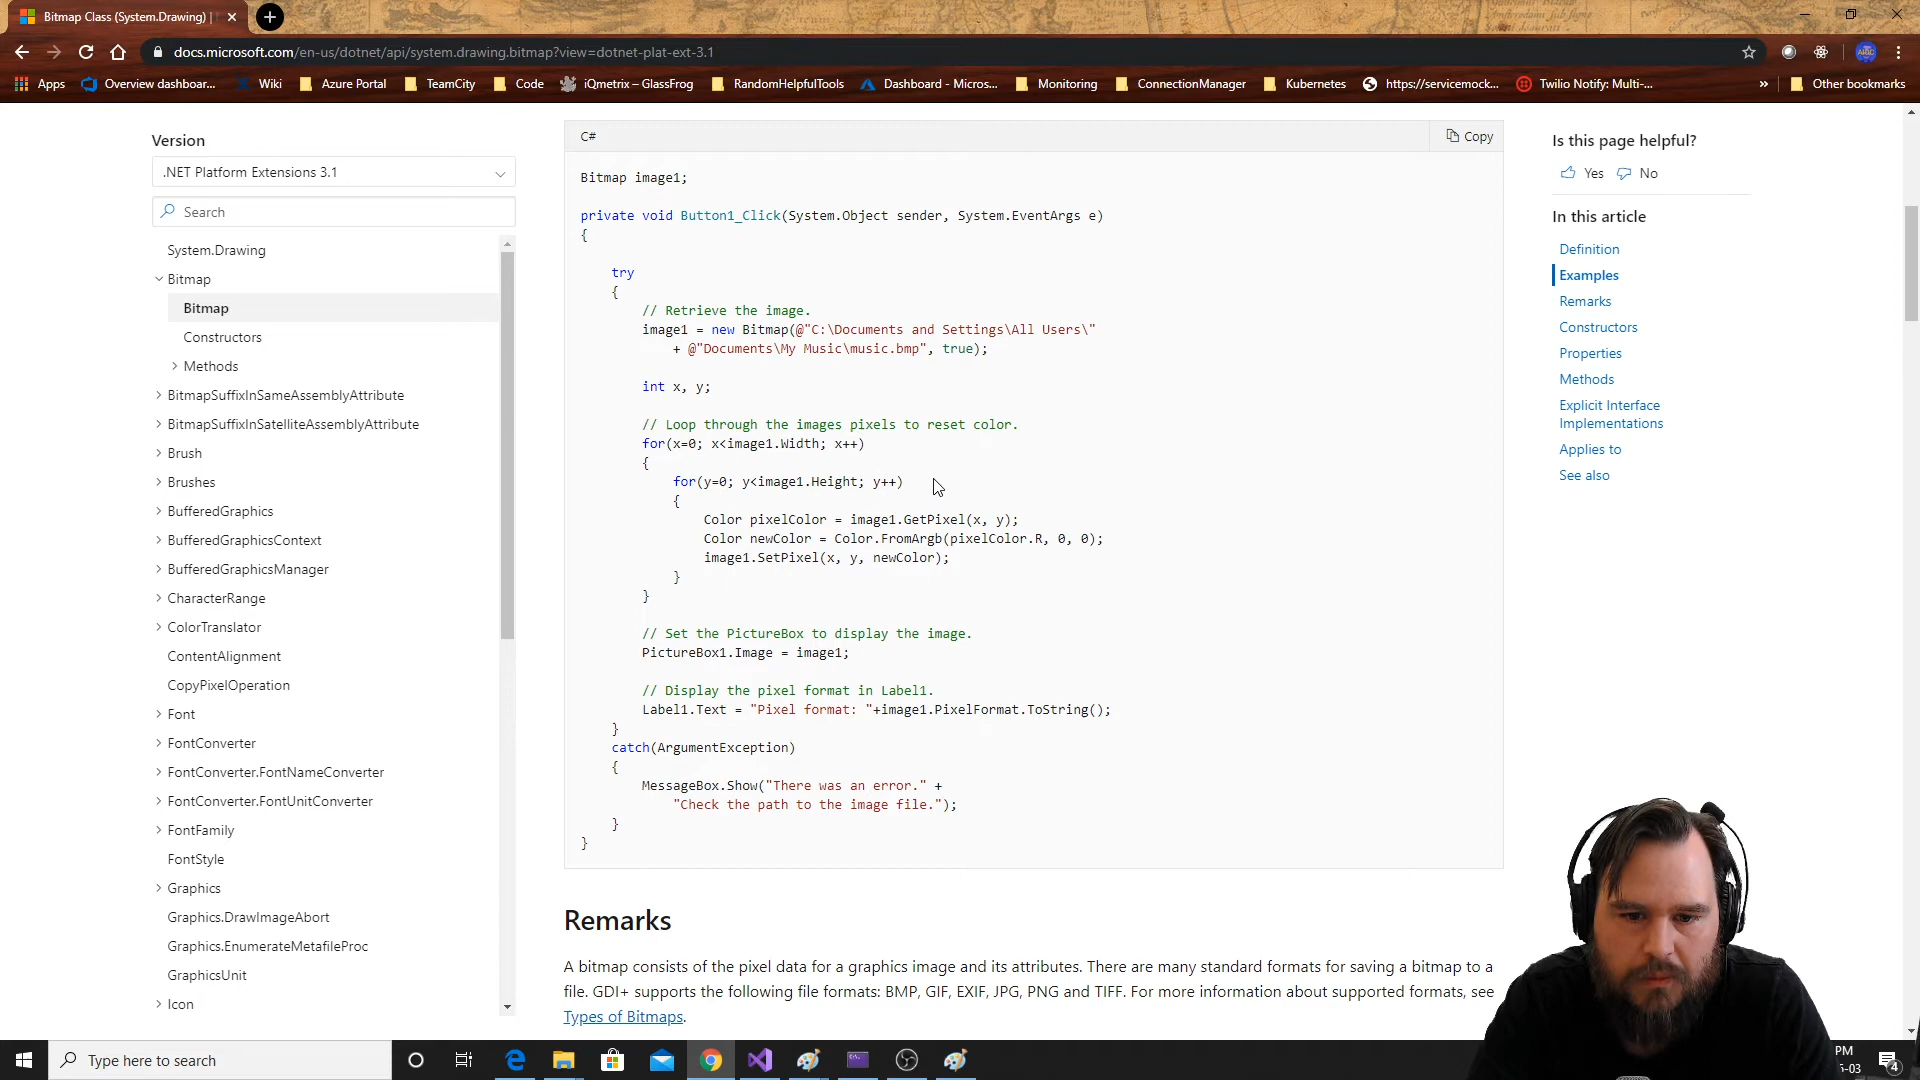 Bitmap Class (System.Drawing) |
docs.microsoft.com/en-us/dotnet/api/system.drawing.bitmap?view=dotnet-plat-ext-3.1
Apps
Overview dashboar...
Wiki
Azure Portal
TeamCity
Code
iQmetrix – GlassFrog
RandomHelpfulTools
Dashboard - Micros...
Monitoring
ConnectionManager
Kubernetes
https://servicemock...
Twilio Notify: Multi-...
»
Other bookmarks
Version
.NET Platform Extensions 3.1
Search
System.Drawing
Bitmap
Bitmap
Constructors
Methods
BitmapSuffixInSameAssemblyAttribute
BitmapSuffixInSatelliteAssemblyAttribute
Brush
Brushes
BufferedGraphics
BufferedGraphicsContext
BufferedGraphicsManager
CharacterRange
ColorTranslator
ContentAlignment
CopyPixelOperation
Font
FontConverter
FontConverter.FontNameConverter
FontConverter.FontUnitConverter
FontFamily
FontStyle
Graphics
Graphics.DrawImageAbort
Graphics.EnumerateMetafileProc
GraphicsUnit
Icon
C#
Copy
Bitmap image1;
private void Button1_Click(System.Object sender, System.EventArgs e)
{
try
{
// Retrieve the image.
image1 = new Bitmap(@"C:\Documents and Settings\All Users\"
+ @"Documents\My Music\music.bmp", true);
int x, y;
// Loop through the images pixels to reset color.
for(x=0; x<image1.Width; x++)
{
for(y=0; y<image1.Height; y++)
{
Color pixelColor = image1.GetPixel(x, y);
Color newColor = Color.FromArgb(pixelColor.R, 0, 0);
image1.SetPixel(x, y, newColor);
}
}
// Set the PictureBox to display the image.
PictureBox1.Image = image1;
// Display the pixel format in Label1.
Label1.Text = "Pixel format: "+image1.PixelFormat.ToString();
}
catch(ArgumentException)
{
MessageBox.Show("There was an error." +
"Check the path to the image file.");
}
}
Remarks
A bitmap consists of the pixel data for a graphics image and its attributes. There are many standard formats for saving a bitmap to a
file. GDI+ supports the following file formats: BMP, GIF, EXIF, JPG, PNG and TIFF. For more information about supported formats, see
Types of Bitmaps.
Is this page helpful?
Yes
No
In this article
Definition
Examples
Remarks
Constructors
Properties
Methods
Explicit Interface
Implementations
Applies to
See also
Type here to search
PM
-03
4